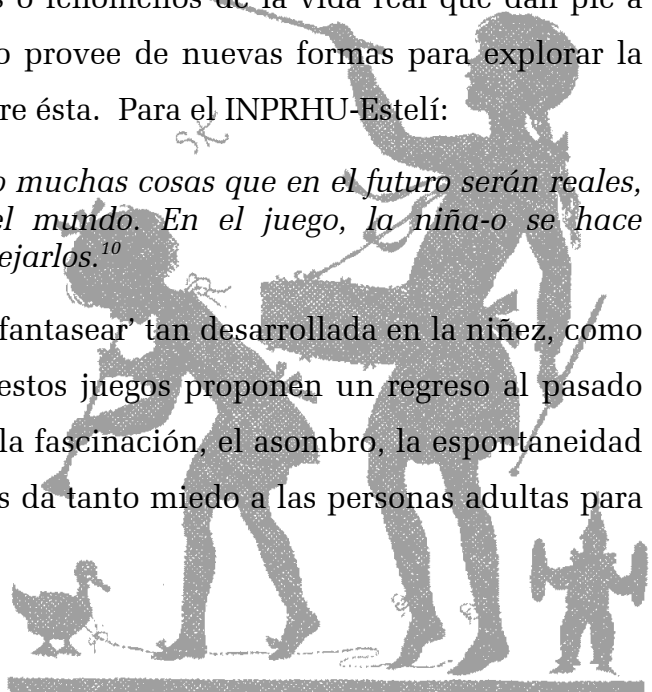 s o fenómenos de la vida real que dan pie a
o provee de nuevas formas para explorar la
re ésta. Para el INPRHU-Estelí:
o muchas cosas que en el futuro serán reales,
el mundo. En el juego, la niña-o se hace
ejarlos.¹⁰
fantasear’ tan desarrollada en la niñez, como
estos juegos proponen un regreso al pasado
la fascinación, el asombro, la espontaneidad
s da tanto miedo a las personas adultas para